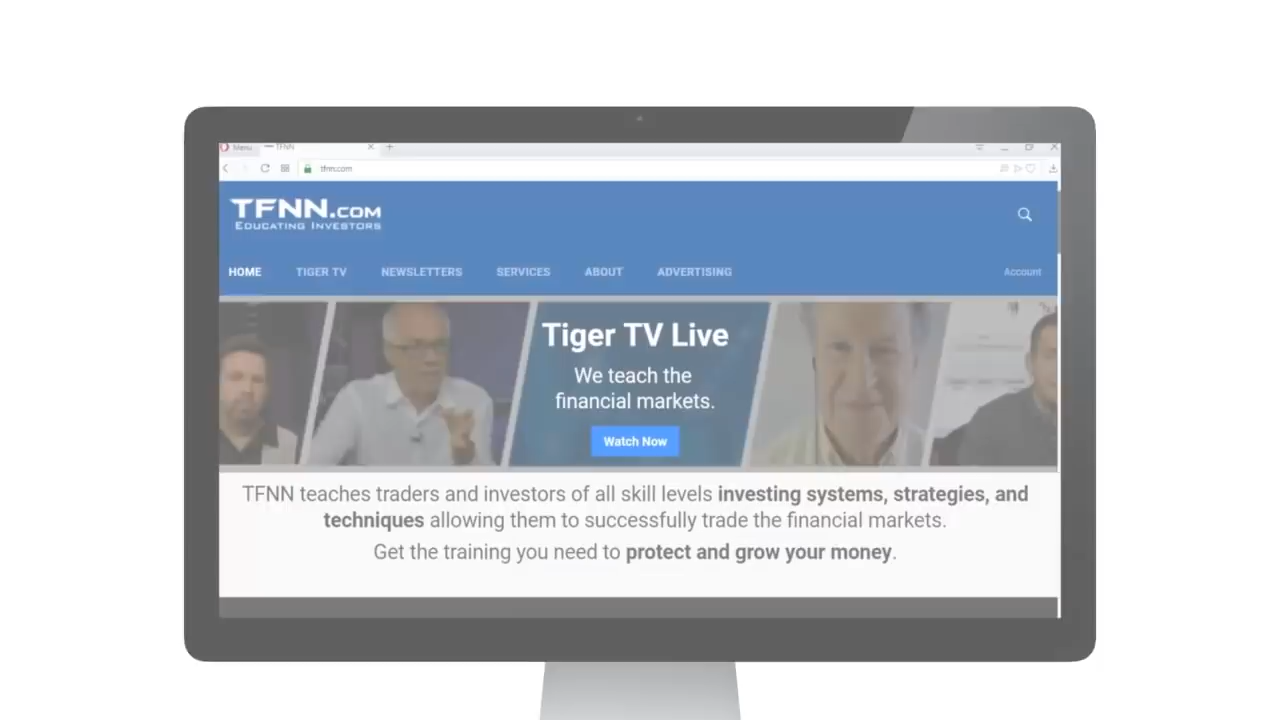 Menu TFNN
tfnn.com
TFNN.COM
EDUCATING INVESTORS
HOME TIGER TV NEWSLETTERS SERVICES ABOUT ADVERTISING Account
Tiger TV Live
We teach the
financial markets.
Watch Now
TFNN teaches traders and investors of all skill levels investing systems, strategies, and
techniques allowing them to successfully trade the financial markets.
Get the training you need to protect and grow your money.